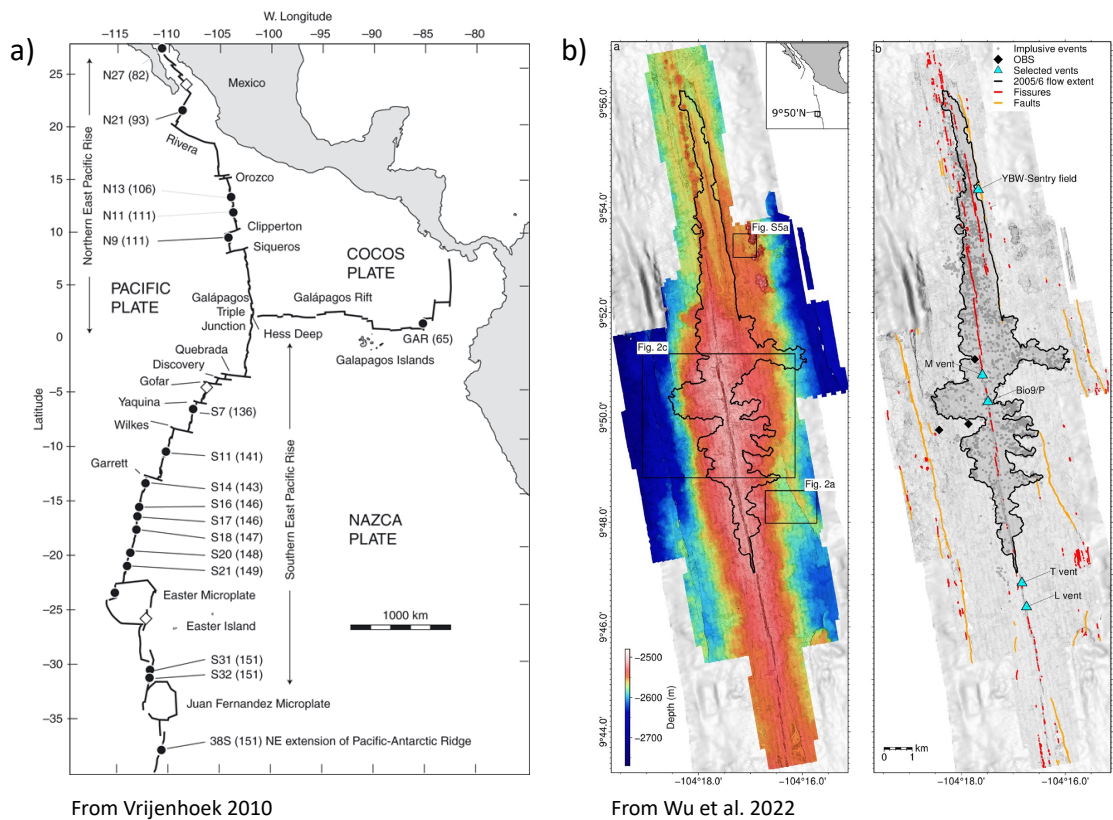 a)
W. Longitude
−115 −110 −105 −100 −95 −90 −85 −80
25
20
15
10
5
0
−5
−10
−15
−20
−25
−30
−35
Latitude
Northern East Pacific Rise
Southern East Pacific Rise
N27 (82)
Mexico
N21 (93)
Rivera
Orozco
N13 (106)
N11 (111)
Clipperton
N9 (111)
Siqueros
COCOS
PLATE
PACIFIC
PLATE
Galápagos
Triple
Junction
Galápagos Rift
Hess Deep
GAR (65)
Galapagos Islands
Quebrada
Discovery
Gofar
Yaquina
S7 (136)
Wilkes
S11 (141)
Garrett
S14 (143)
S16 (146)
S17 (146)
S18 (147)
S20 (148)
S21 (149)
NAZCA
PLATE
Easter Microplate
Easter Island
1000 km
S31 (151)
S32 (151)
Juan Fernandez Microplate
38S (151) NE extension of Pacific-Antarctic Ridge
From Vrijenhoek 2010
b)
a
9°50'N
9°56.0'
9°54.0'
9°52.0'
9°50.0'
9°48.0'
9°46.0'
9°44.0'
Fig. S5a
Fig. 2c
Fig. 2a
−2500
−2600
−2700
Depth (m)
−104°18.0' −104°16.0'
b
Implusive events
OBS
Selected vents
2005/6 flow extent
Fissures
Faults
YBW-Sentry field
M vent
Bio9/P
T vent
L vent
km
0 1
−104°18.0' −104°16.0'
From Wu et al. 2022